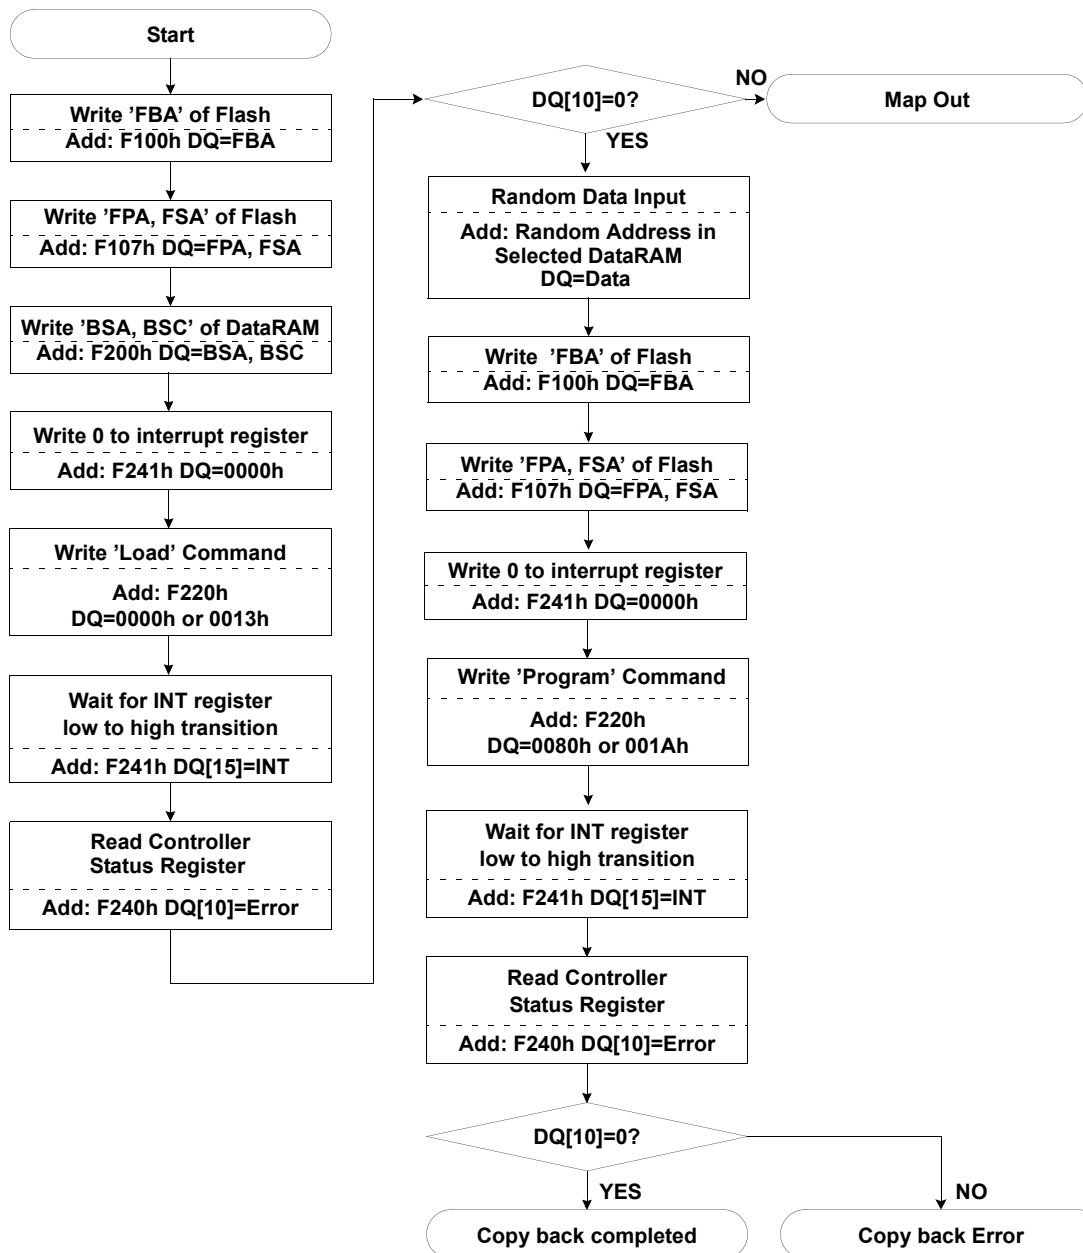 Start
Write ’FBA’ of Flash
Add: F100h DQ=FBA
Write ’FPA, FSA’ of Flash
Add: F107h DQ=FPA, FSA
Write ’BSA, BSC’ of DataRAM
Add: F200h DQ=BSA, BSC
Write 0 to interrupt register
Add: F241h DQ=0000h
Write ’Load’ Command
Add: F220h
DQ=0000h or 0013h
Wait for INT register
low to high transition
Add: F241h DQ[15]=INT
Read Controller
Status Register
Add: F240h DQ[10]=Error
DQ[10]=0?
NO
Map Out
YES
Random Data Input
Add: Random Address in
Selected DataRAM
DQ=Data
Write ’FBA’ of Flash
Add: F100h DQ=FBA
Write ’FPA, FSA’ of Flash
Add: F107h DQ=FPA, FSA
Write 0 to interrupt register
Add: F241h DQ=0000h
Write ’Program’ Command
Add: F220h
DQ=0080h or 001Ah
Wait for INT register
low to high transition
Add: F241h DQ[15]=INT
Read Controller
Status Register
Add: F240h DQ[10]=Error
DQ[10]=0?
YES
NO
Copy back completed
Copy back Error